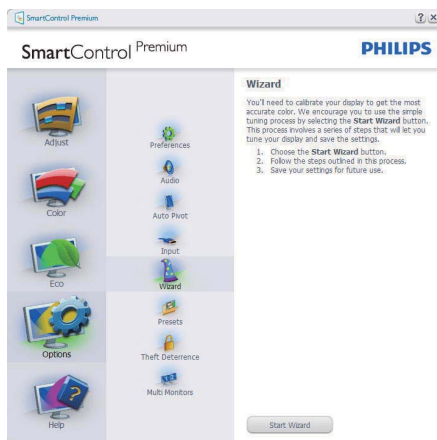 SmartControl Premium
SmartControl Premium
PHILIPS
Adjust
Color
Eco
Options
Help
Preferences
Audio
Auto Pivot
Input
Wizard
Presets
Theft Deterrence
Multi Monitors
Wizard
You'll need to calibrate your display to get the most
accurate color. We encourage you to use the simple
tuning process by selecting the Start Wizard button.
This process involves a series of steps that will let you
tune your display and save the settings.
1. Choose the Start Wizard button.
2. Follow the steps outlined in this process.
3. Save your settings for future use.
Start Wizard